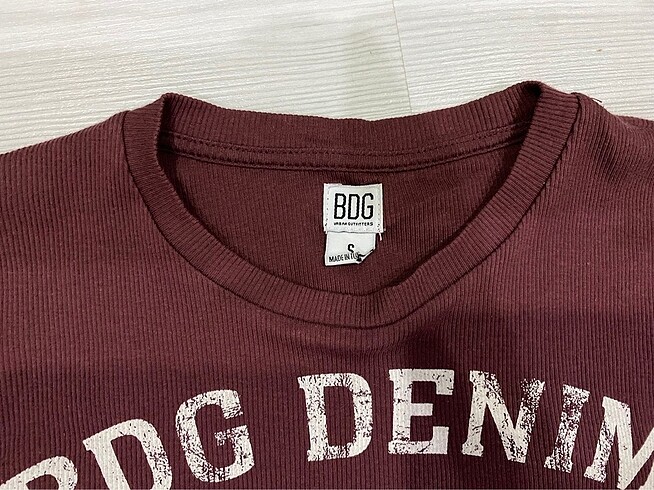 BDG
URBAN OUTFITTERS
S
MADE IN
BDG DENIM